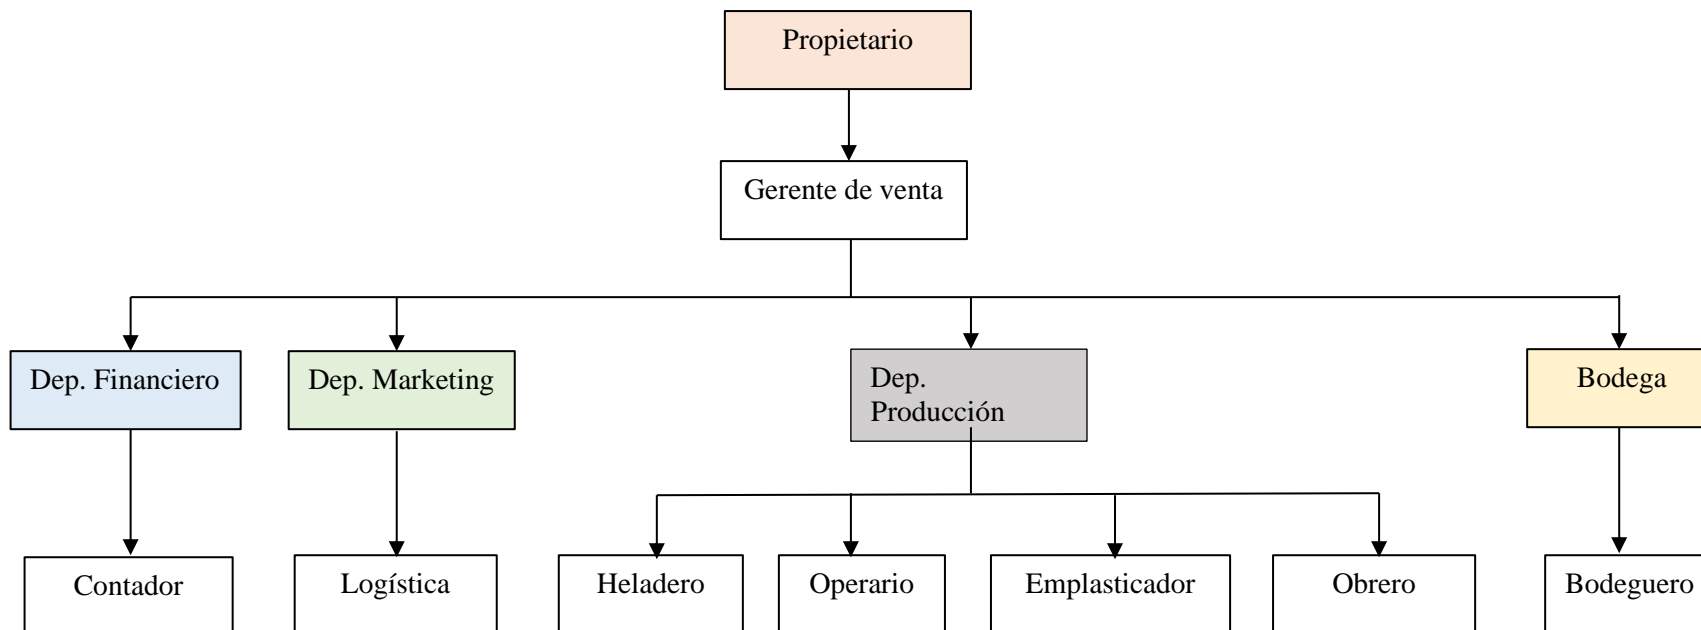 Propietario
Gerente de venta
Dep. Financiero
Dep. Marketing
Dep.
Producción
Bodega
Contador
Logística
Heladero
Operario
Emplasticador
Obrero
Bodeguero